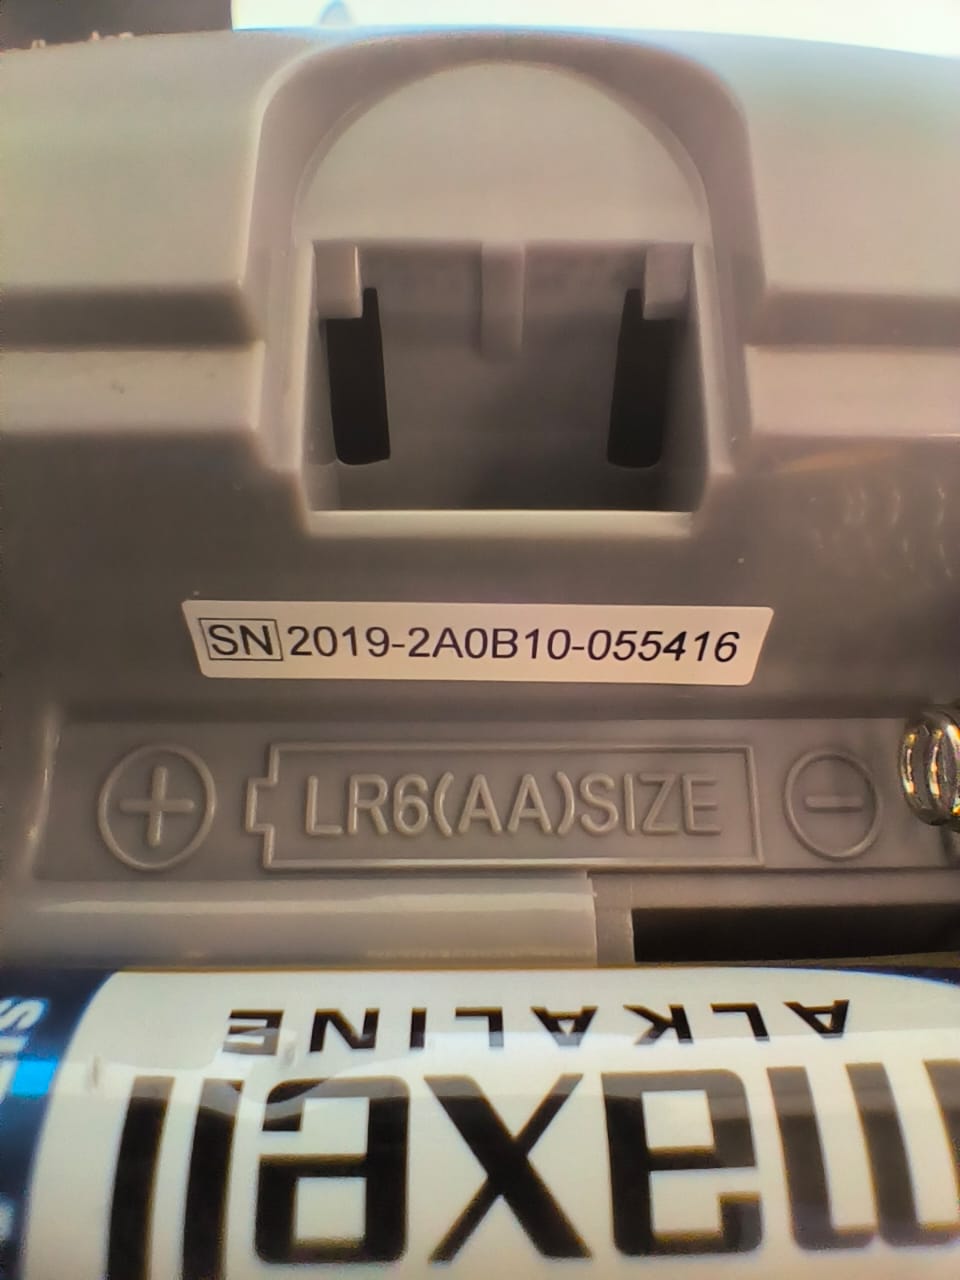 SN 2019-2A0B10-055416
+ LR6(AA)SIZE −
ALKALINE
maxell